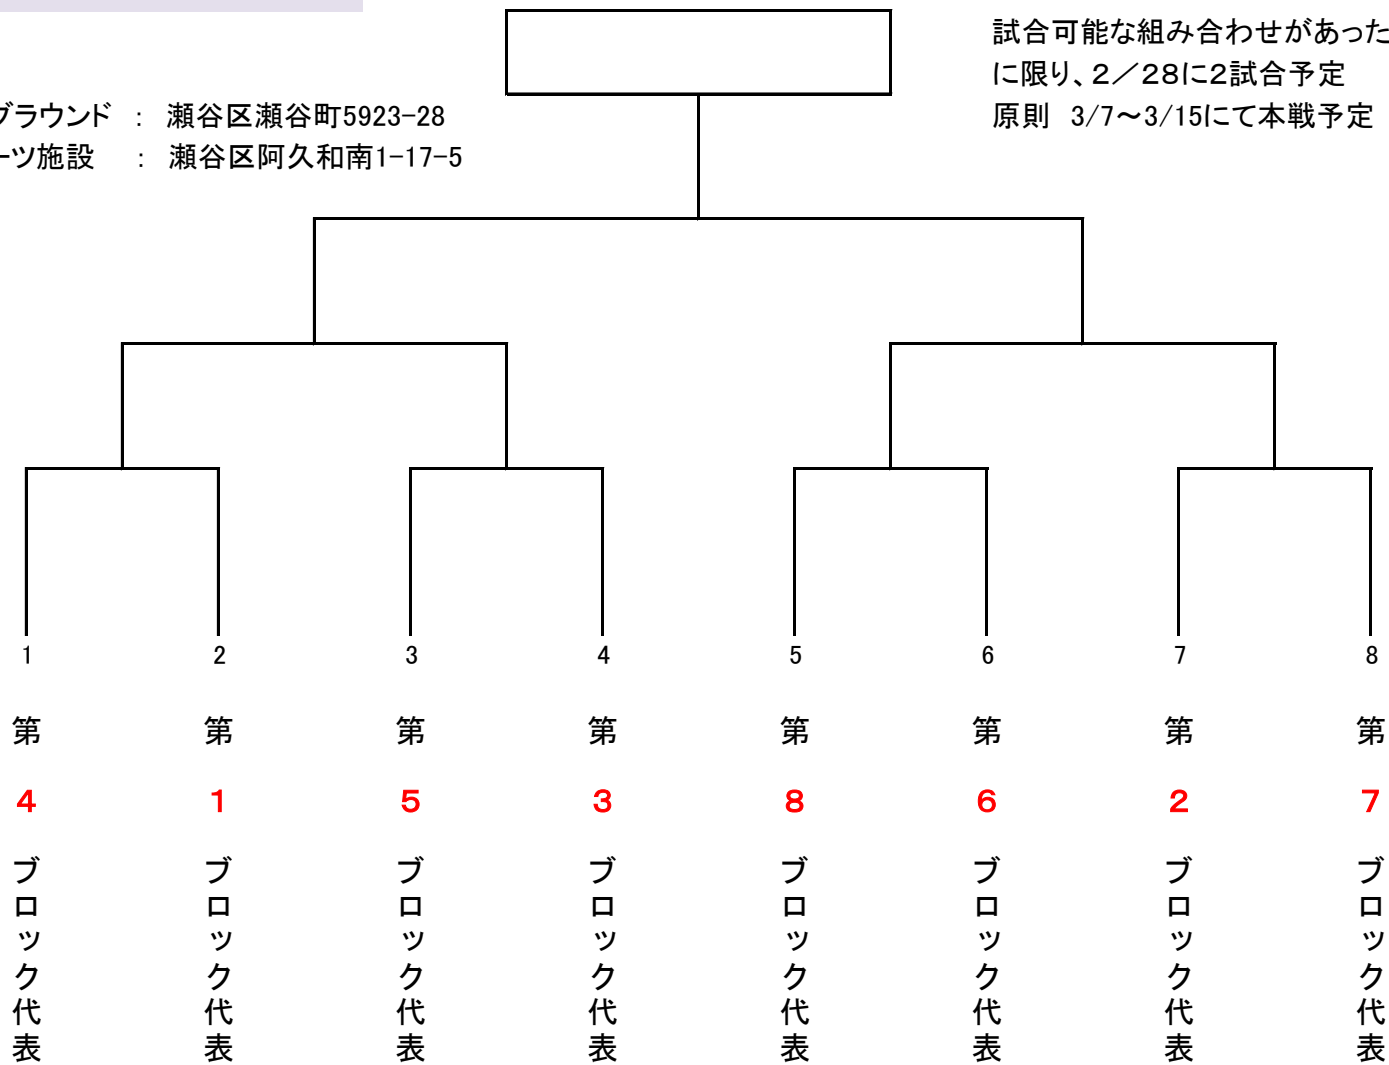 試合可能な組み合わせがあった
に限り、2／28に2試合予定
原則 3/7～3/15にて本戦予定
グラウンド ： 瀬谷区瀬谷町5923-28
ーツ施設 ： 瀬谷区阿久和南1-17-5
1 2 3 4 5 6 7 8
第4ブロック代表
第1ブロック代表
第5ブロック代表
第3ブロック代表
第8ブロック代表
第6ブロック代表
第2ブロック代表
第7ブロック代表